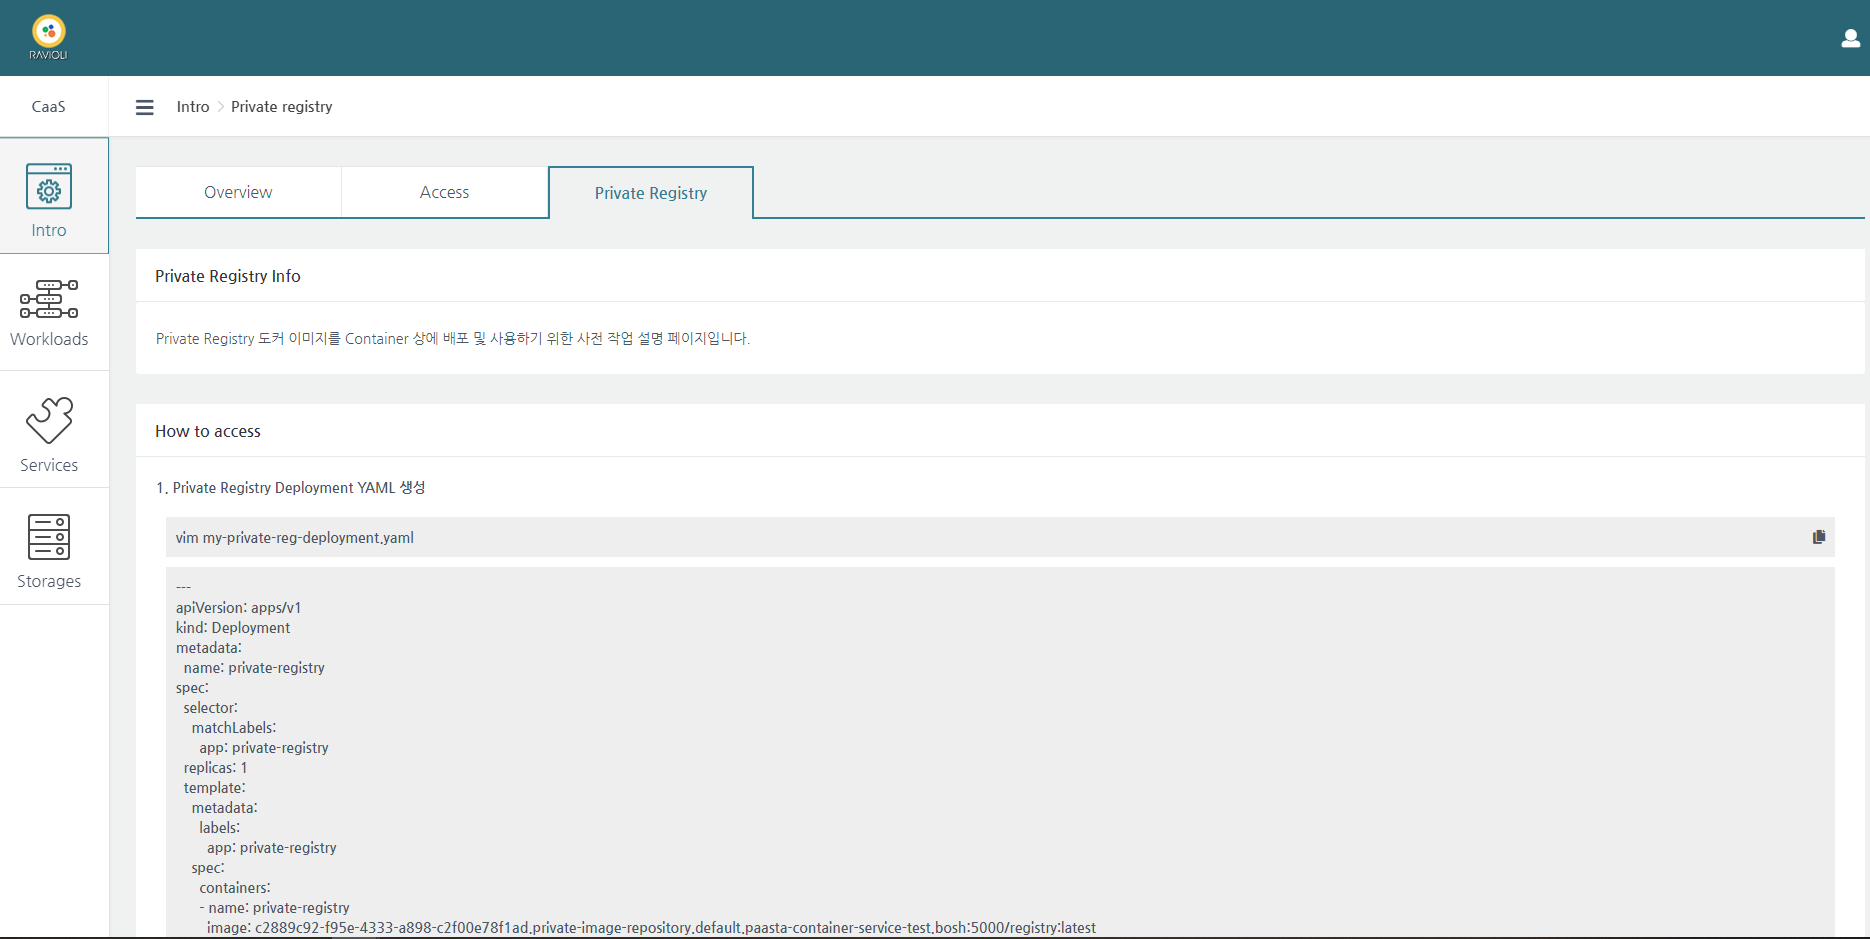 RAVIOLI
CaaS
Intro > Private registry
Intro
Workloads
Services
Storages
Overview
Access
Private Registry
Private Registry Info
Private Registry 도커 이미지를 Container 상에 배포 및 사용하기 위한 사전 작업 설명 페이지입니다.
How to access
1. Private Registry Deployment YAML 생성
vim my-private-reg-deployment.yaml
---
apiVersion: apps/v1
kind: Deployment
metadata:
  name: private-registry
spec:
  selector:
    matchLabels:
      app: private-registry
  replicas: 1
  template:
    metadata:
      labels:
        app: private-registry
    spec:
      containers:
      - name: private-registry
        image: c2889c92-f95e-4333-a898-c2f00e78f1ad.private-image-repository.default.paasta-container-service-test.bosh:5000/registry:latest